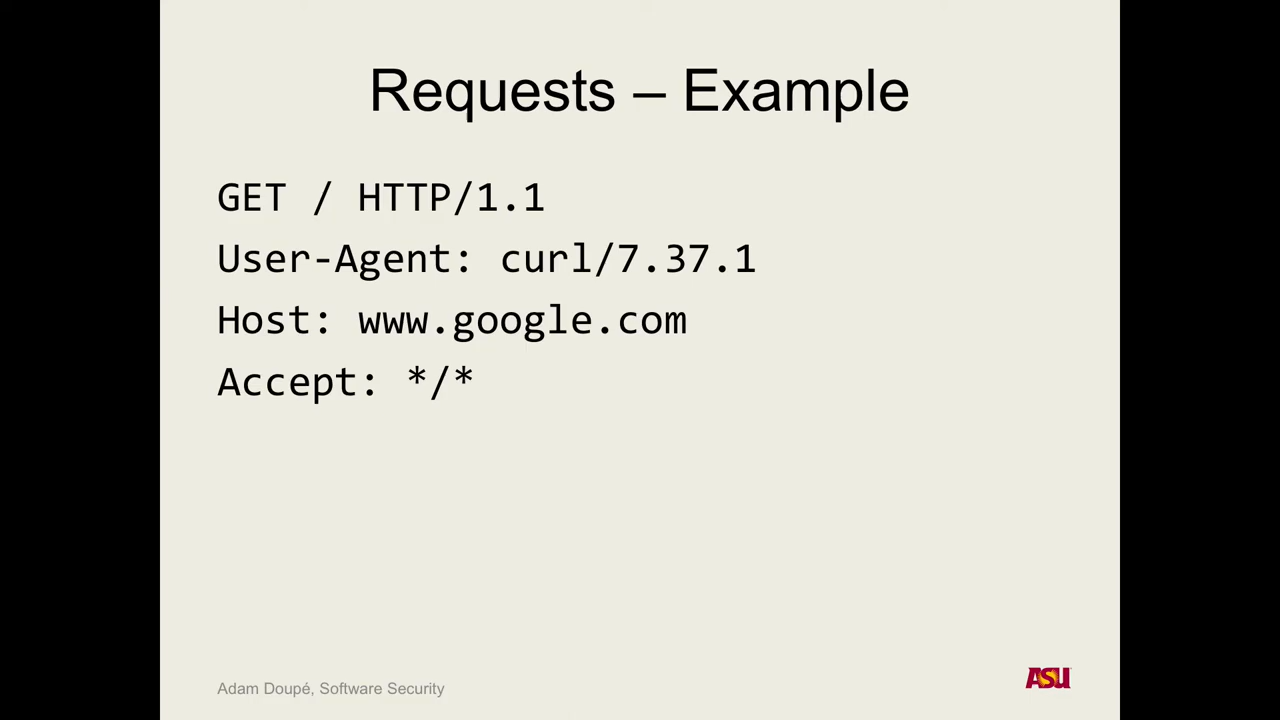 Requests – Example
GET / HTTP/1.1
User-Agent: curl/7.37.1
Host: www.google.com
Accept: */*
Adam Doupé, Software Security
ASU